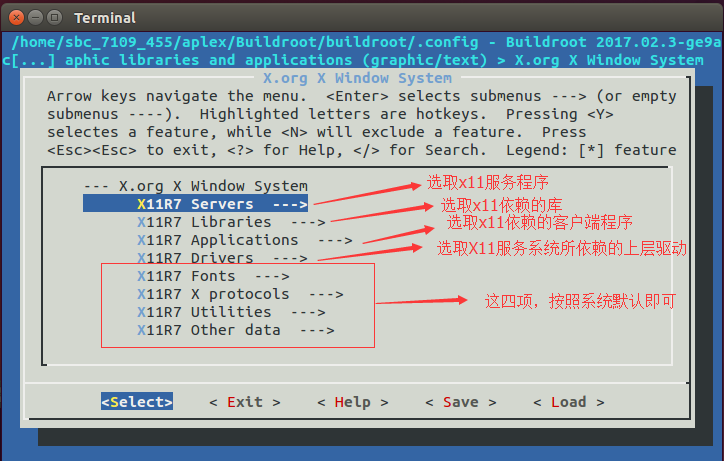 Terminal
/home/sbc_7109_455/aplex/Buildroot/buildroot/.config - Buildroot 2017.02.3-ge9a
c[...] aphic libraries and applications (graphic/text) > X.org X Window System
X.org X Window System
Arrow keys navigate the menu.  <Enter> selects submenus ---> (or empty
submenus ----).  Highlighted letters are hotkeys.  Pressing <Y>
selectes a feature, while <N> will exclude a feature.  Press
<Esc><Esc> to exit, <?> for Help, </> for Search.  Legend: [*] feature
--- X.org X Window System
X11R7 Servers  ---> 选取x11服务程序
X11R7 Libraries  ---> 选取x11依赖的库
X11R7 Applications  ---> 选取x11依赖的客户端程序
X11R7 Drivers  ---> 选取X11服务系统所依赖的上层驱动
X11R7 Fonts  --->
X11R7 X protocols  ---> 这四项，按照系统默认即可
X11R7 Utilities  --->
X11R7 Other data  --->
<Select>    < Exit >    < Help >    < Save >    < Load >